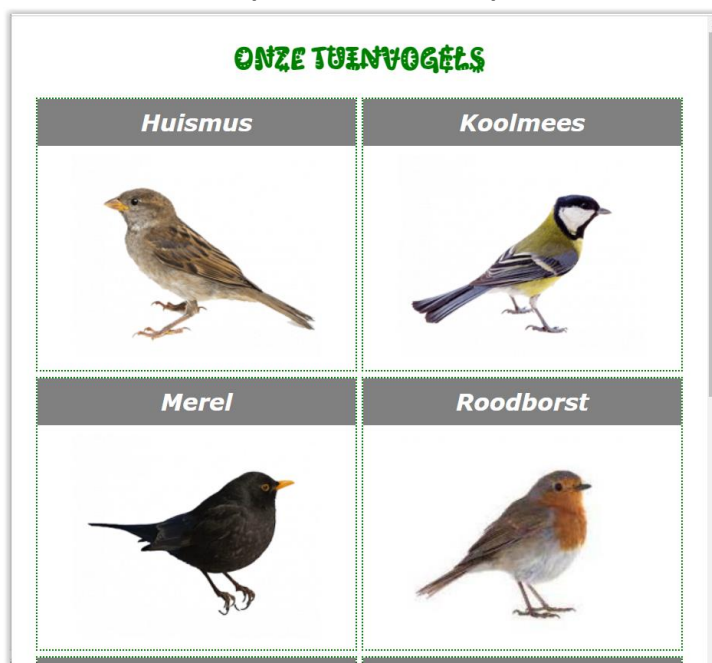 ONZE TUINVOGELS
Huismus
Koolmees
Merel
Roodborst